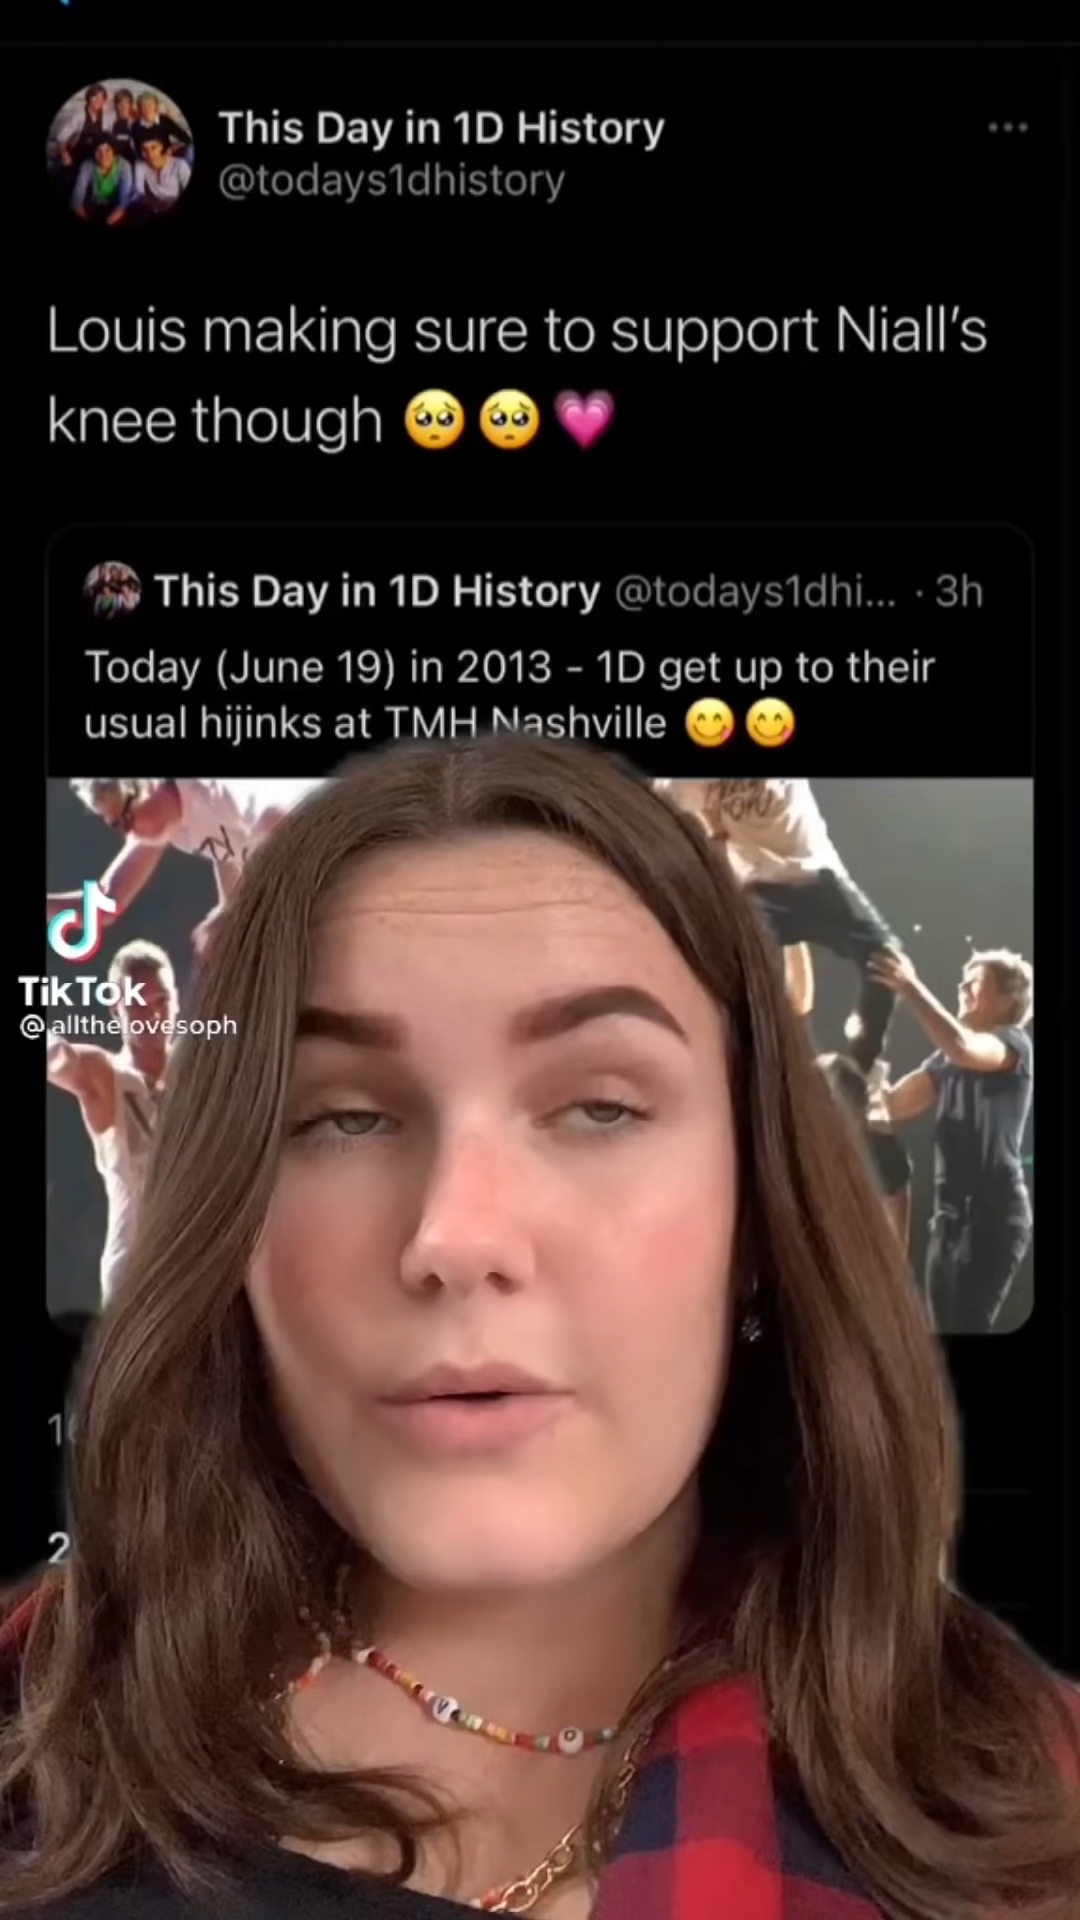 This Day in 1D History
@todays1dhistory
Louis making sure to support Niall's
knee though 🥺🥺💗
This Day in 1D History @todays1dhi... · 3h
Today (June 19) in 2013 - 1D get up to their
usual hijinks at TMH Nashville 😋😋
TikTok
@allthelovesoph
2
V